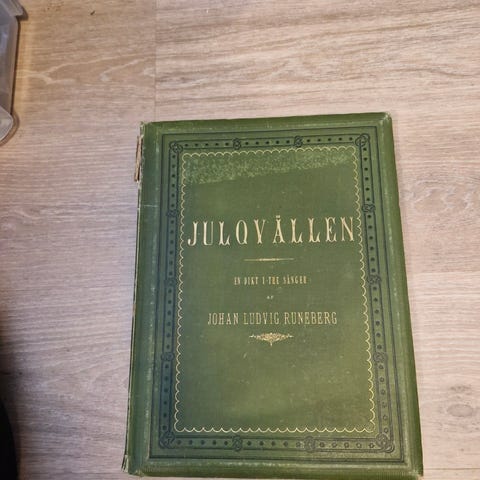 JULQVÄLLEN
EN DIKT I TRE SÅNGER
AF
JOHAN LUDVIG RUNEBERG